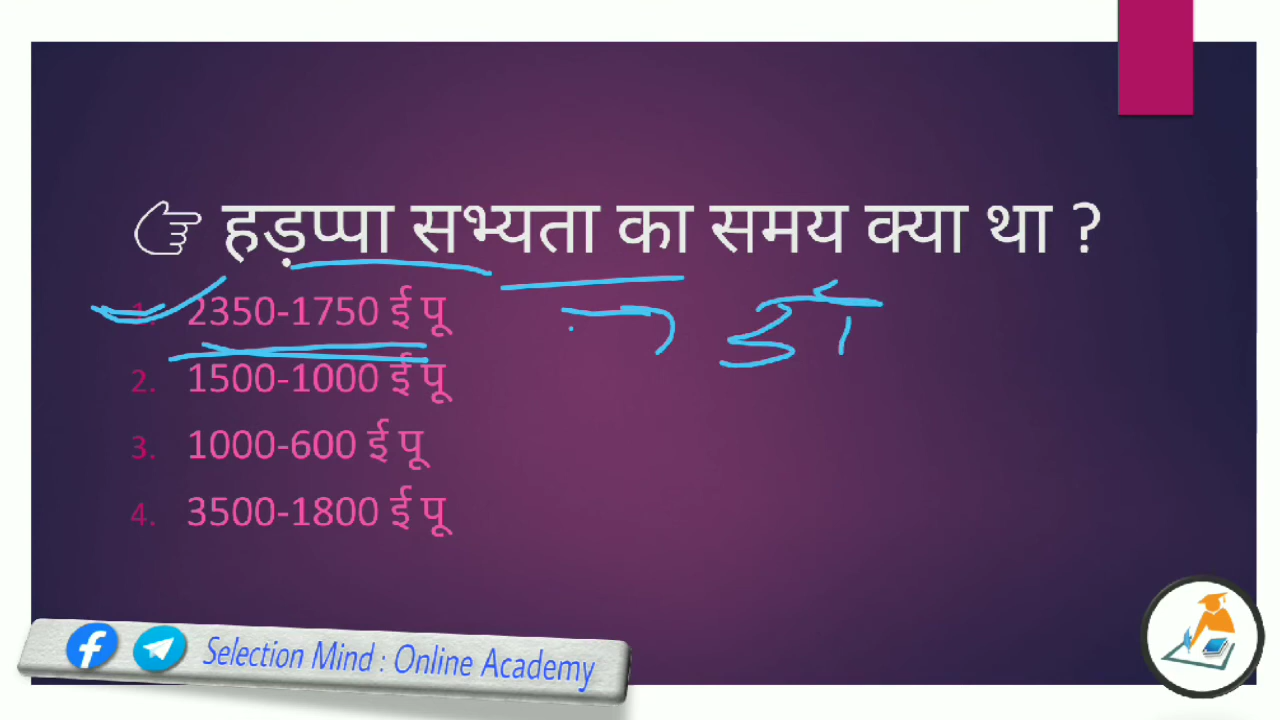 हड़प्पा सभ्यता का समय क्या था ?
1. 2350-1750 ई पू
2. 1500-1000 ई पू
3. 1000-600 ई पू
4. 3500-1800 ई पू
Selection Mind : Online Academy